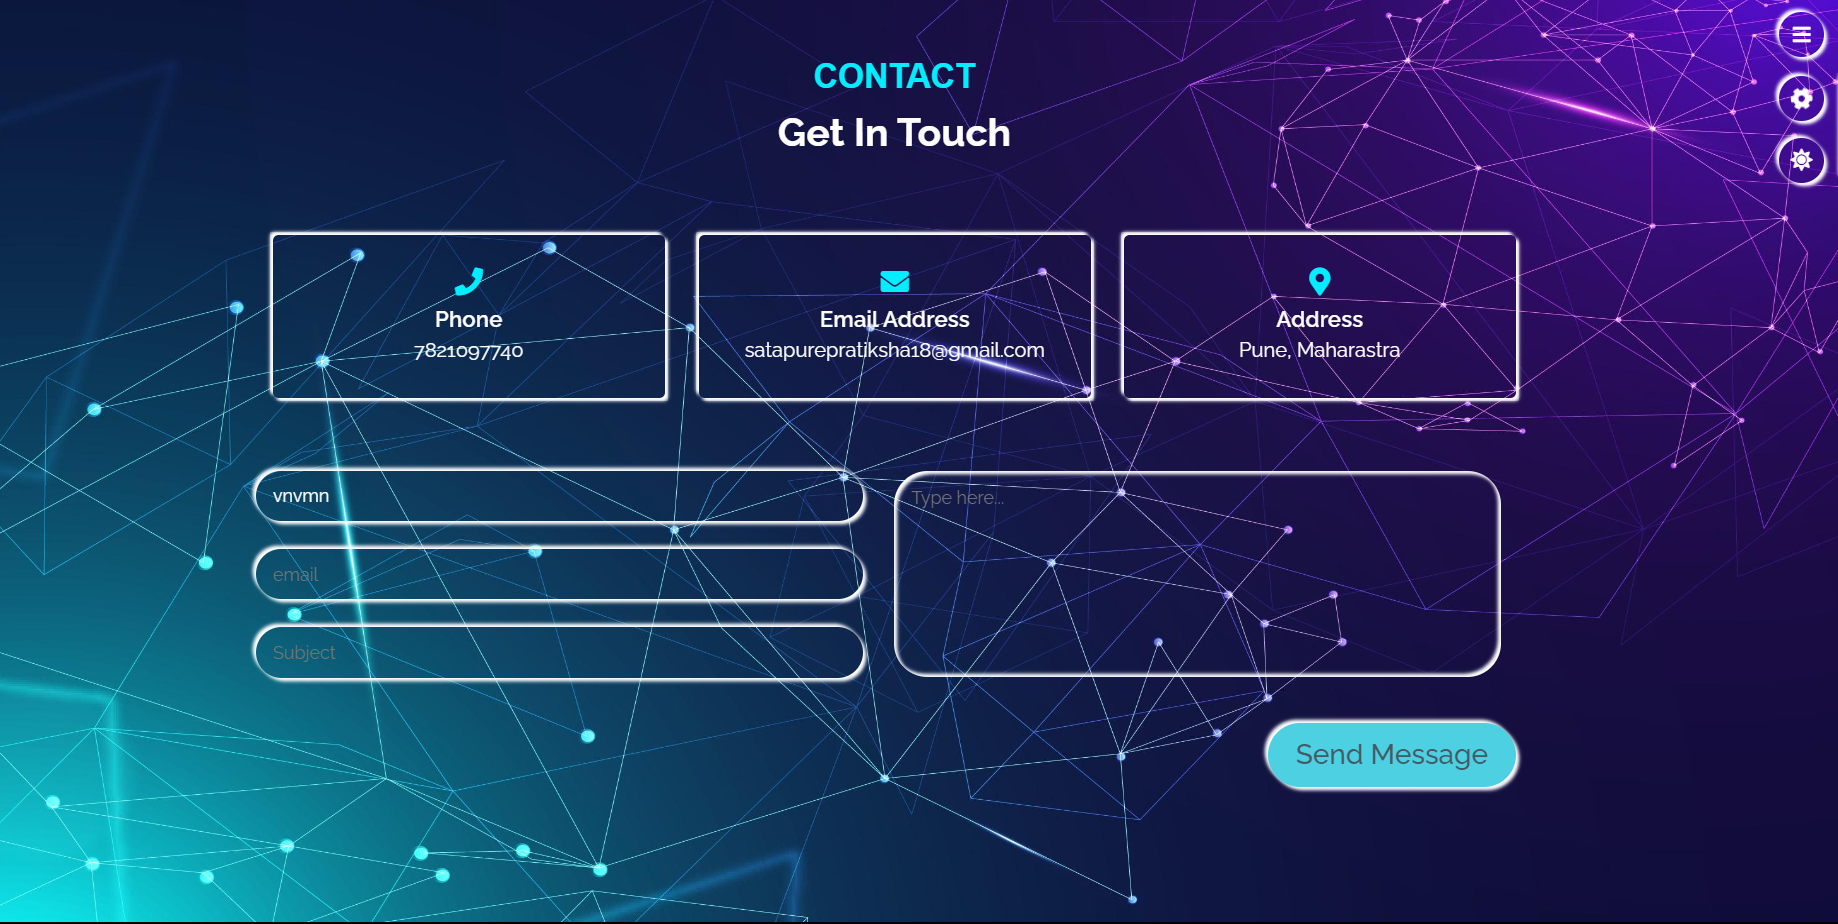 CONTACT
Get In Touch
Phone
7821097740
Email Address
satapurepratiksha18@gmail.com
Address
Pune, Maharastra
vnvmn
email
Subject
Type here...
Send Message